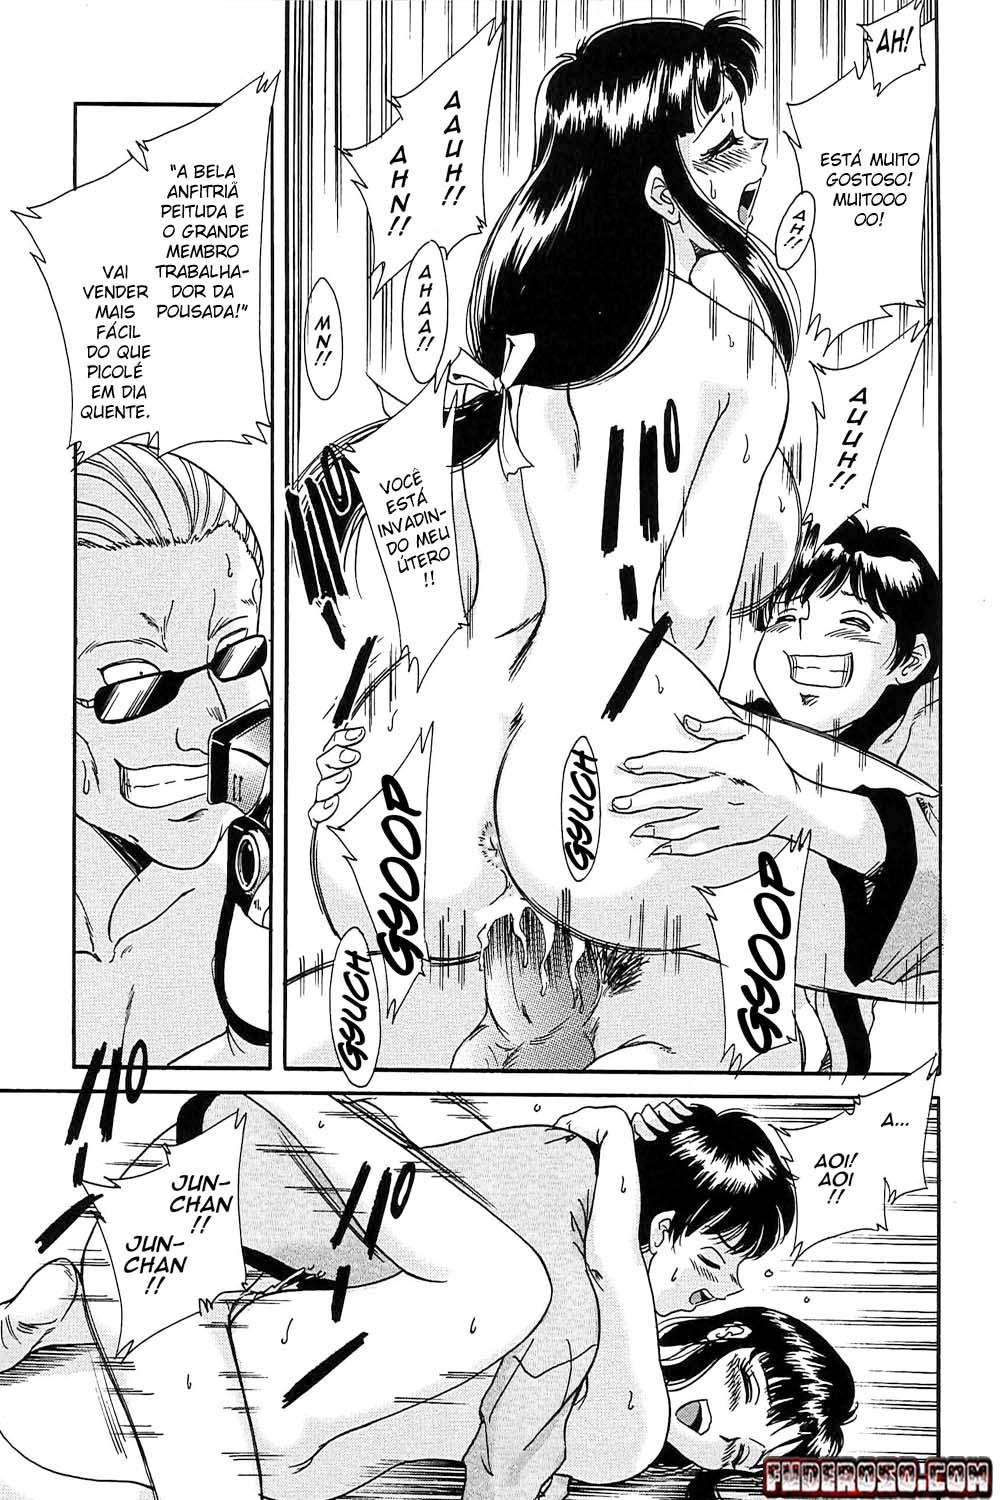 AH!
ESTÁ MUITO
GOSTOSO!
MUITOOO
OO!
AH!!
AAUH!!
AHN!!
AHAA!!
MN!!
AUUH!!
VOCÊ
ESTÁ
INVADIN-
DO MEU
ÚTERO
!!
GYUCH
GYOOP
GYOOP
GYUCH
"A BELA
ANFITRIÃ
PEITUDA E
O GRANDE
MEMBRO
TRABALHA-
DOR DA
POUSADA!"
VAI
VENDER
MAIS
FÁCIL
DO QUE
PICOLÉ
EM DIA
QUENTE.
A...
AOI!
AOI
!!
JUN-
CHAN
!!
JUN-
CHAN
!!
FUDEROSO.COM